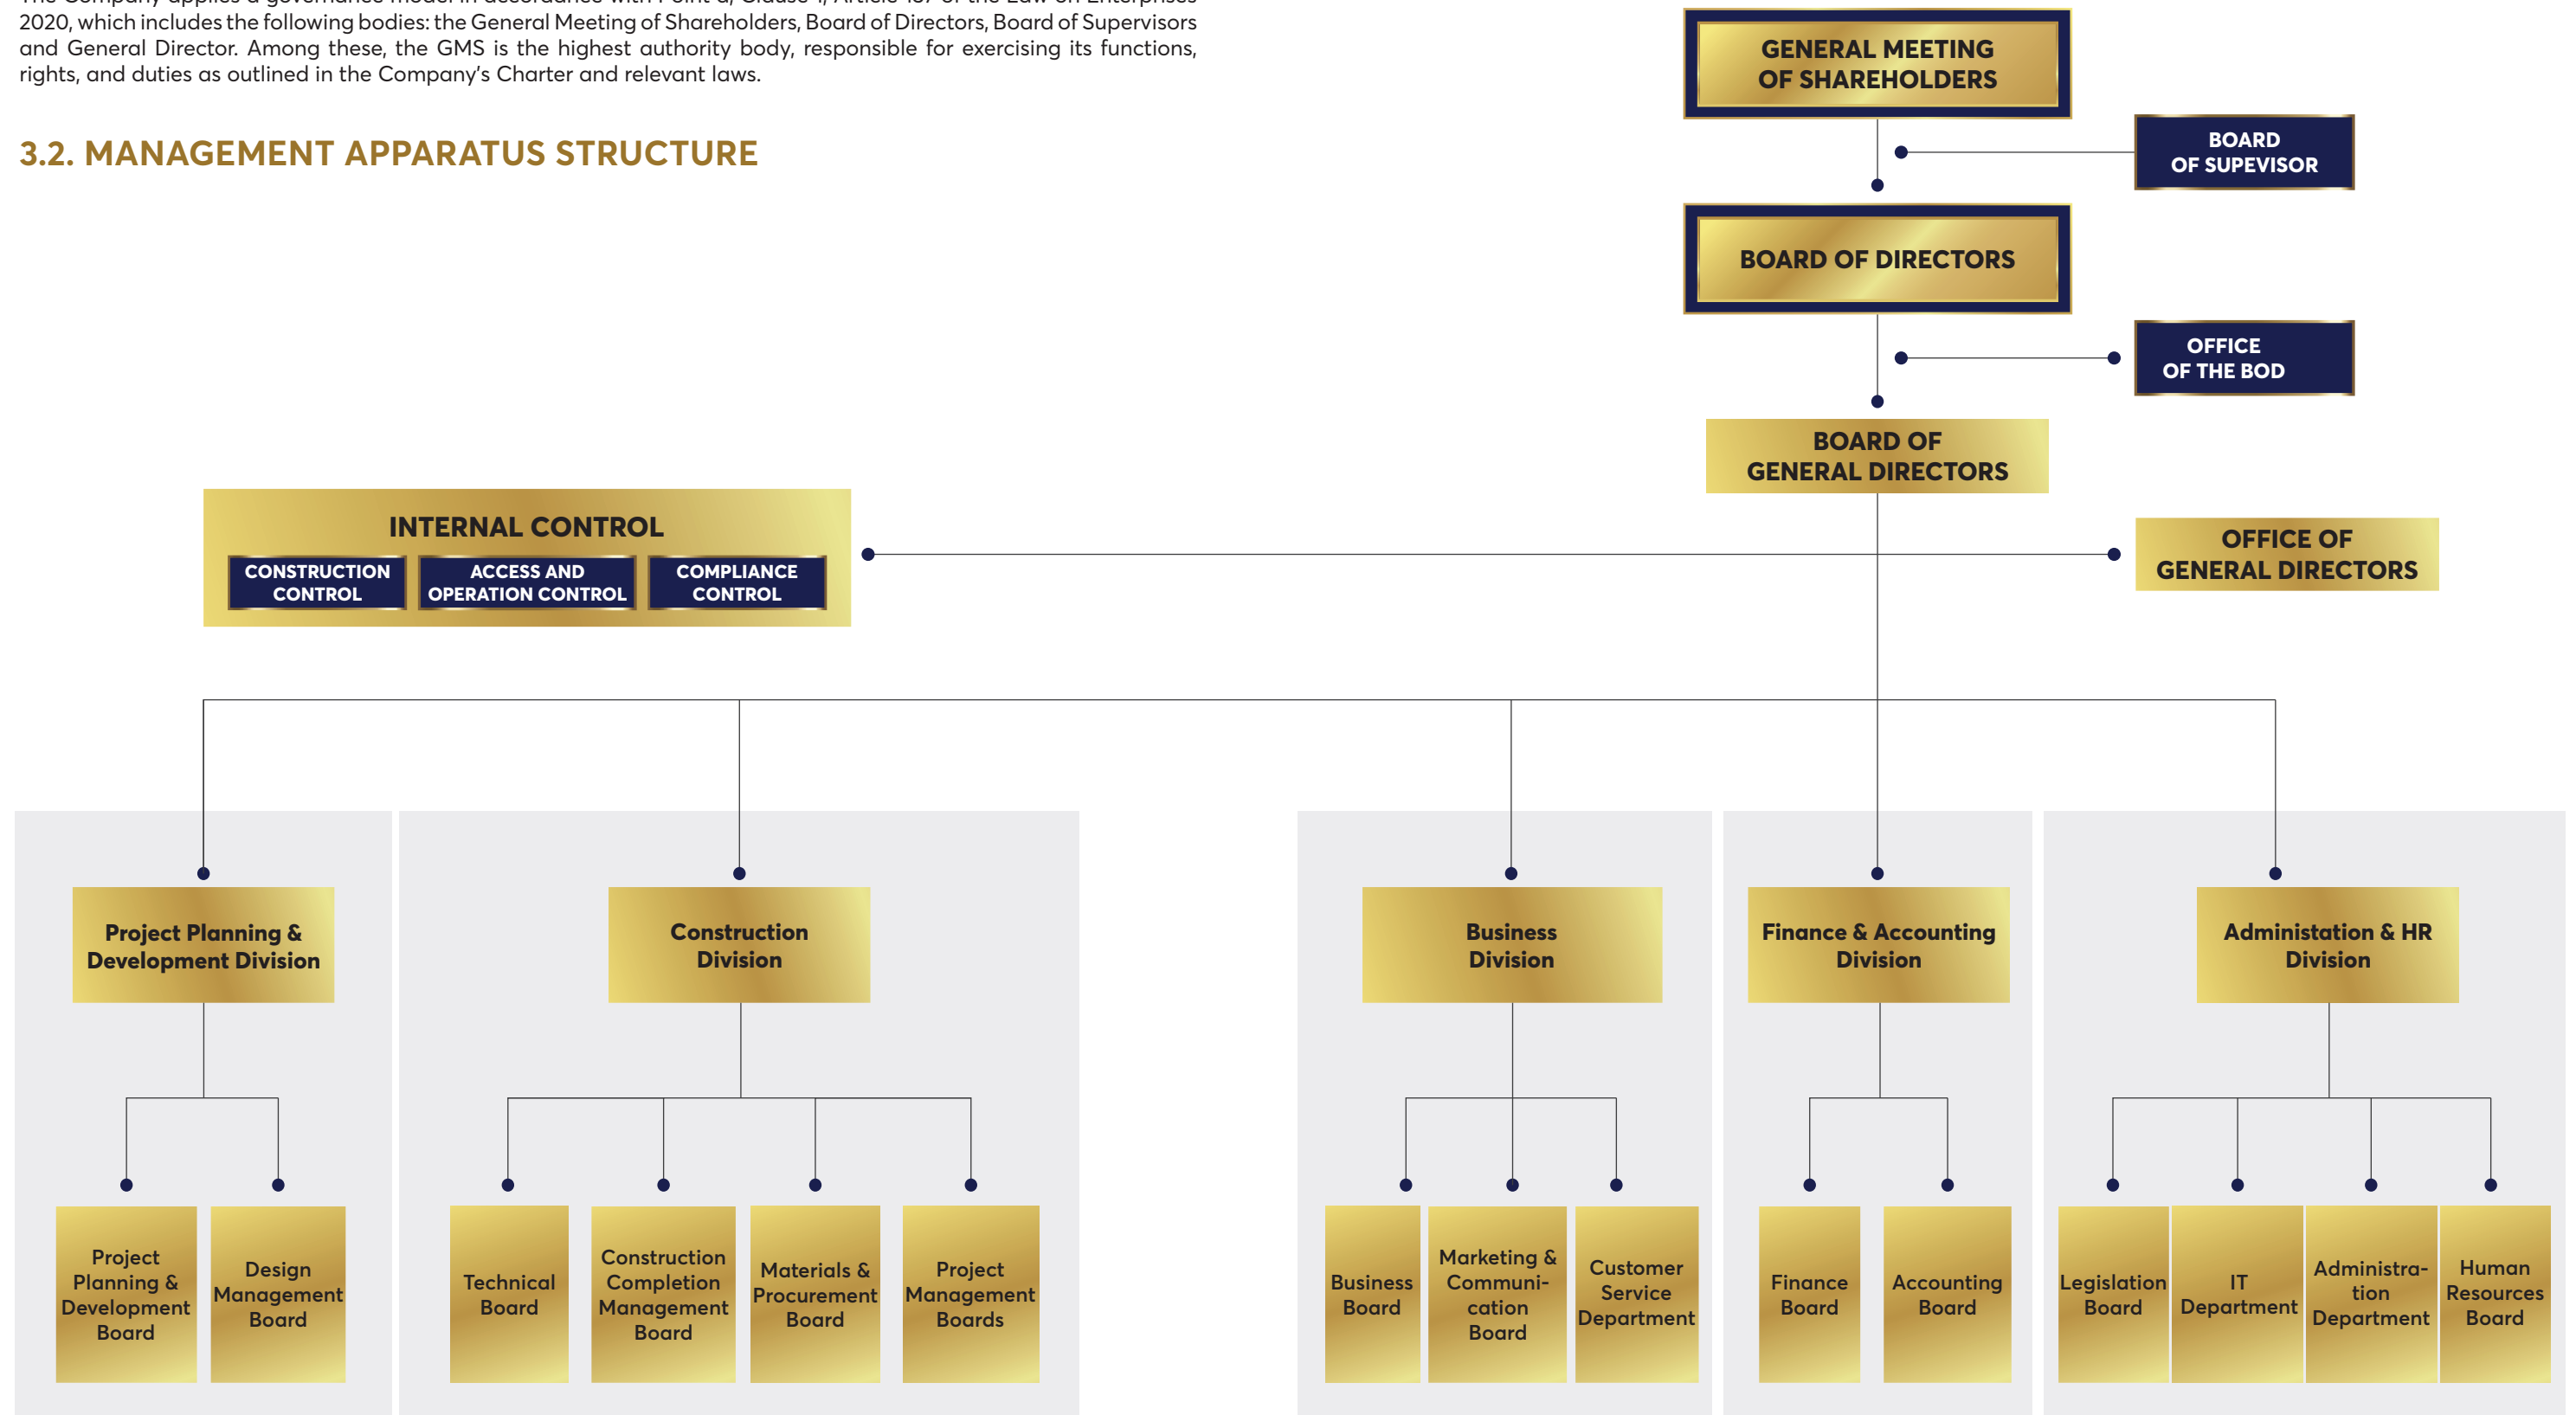 2020, which includes the following bodies: the General Meeting of Shareholders, Board of Directors, Board of Supervisors
and General Director. Among these, the GMS is the highest authority body, responsible for exercising its functions,
rights, and duties as outlined in the Company's Charter and relevant laws.
3.2. MANAGEMENT APPARATUS STRUCTURE
GENERAL MEETING
OF SHAREHOLDERS
BOARD
OF SUPEVISOR
BOARD OF DIRECTORS
OFFICE
OF THE BOD
BOARD OF
GENERAL DIRECTORS
INTERNAL CONTROL
CONSTRUCTION
CONTROL
ACCESS AND
OPERATION CONTROL
COMPLIANCE
CONTROL
OFFICE OF
GENERAL DIRECTORS
Project Planning &
Development Division
Construction
Division
Business
Division
Finance & Accounting
Division
Administation & HR
Division
Project
Planning &
Development
Board
Design
Management
Board
Technical
Board
Construction
Completion
Management
Board
Materials &
Procurement
Board
Project
Management
Boards
Business
Board
Marketing &
Communi-
cation
Board
Customer
Service
Department
Finance
Board
Accounting
Board
Legislation
Board
IT
Department
Administra-
tion
Department
Human
Resources
Board